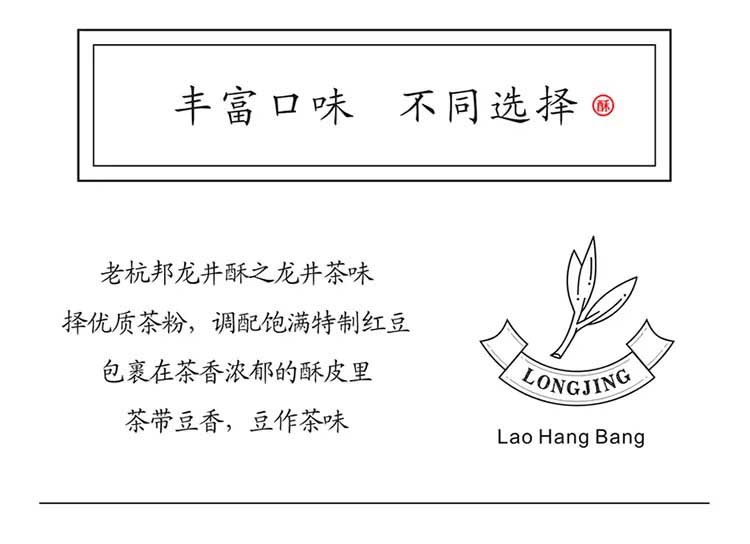 丰富口味 不同选择 酥
老杭邦龙井酥之龙井茶味
择优质茶粉，调配饱满特制红豆
包裹在茶香浓郁的酥皮里
茶带豆香，豆作茶味
LONGJING
Lao Hang Bang